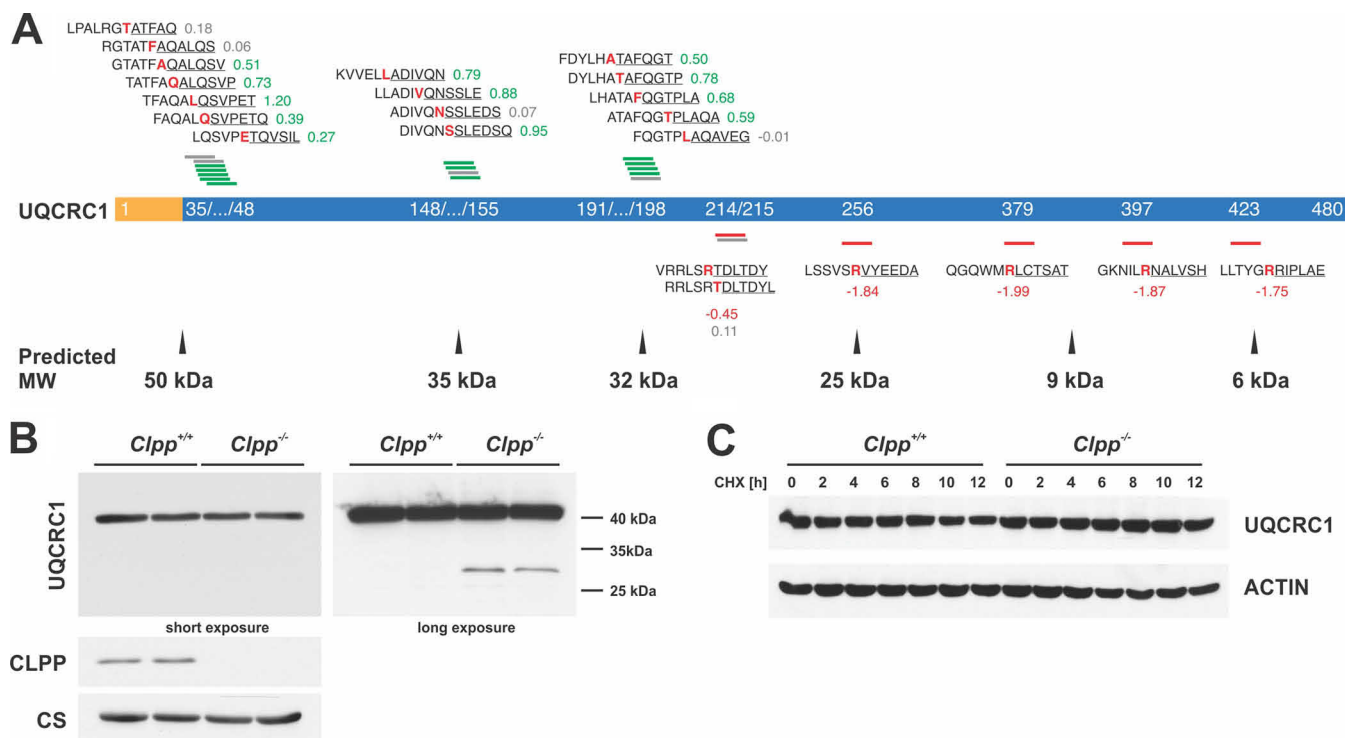 A
LPALRGTATFAQ 0.18
RGTATFAQALQS 0.06
GTATFAQALQSV 0.51
TATFAQALQSVP 0.73
TFAQALQSVPET 1.20
FAQALQSVPETQ 0.39
LQSVPETQVSIL 0.27
KVVELLADIVQN 0.79
LLADIVQNSSLE 0.88
ADIVQNSSLEDS 0.07
DIVQNSSLEDSQ 0.95
FDYLHATAFQGT 0.50
DYLHATAFQGTP 0.78
LHATAFQGTPLA 0.68
ATAFQGTPLAQA 0.59
FQGTPLAQAVEG -0.01
UQCRC1 1 35/.../48 148/.../155 191/.../198 214/215 256 379 397 423 480
VRRLSRTDLTDY LSSVSRVYEEDA QGQWMRLCTSAT GKNILRNALVSH LLTYGRRIPLAE
RRLSRTDLTDYL -1.84 -1.99 -1.87 -1.75
-0.45
0.11
Predicted
MW 50 kDa 35 kDa 32 kDa 25 kDa 9 kDa 6 kDa
B
Clpp+/+ Clpp-/- Clpp+/+ Clpp-/-
UQCRC1
40 kDa
35kDa
25 kDa
short exposure long exposure
CLPP
CS
C
Clpp+/+ Clpp-/-
CHX [h] 0 2 4 6 8 10 12 0 2 4 6 8 10 12
UQCRC1
ACTIN